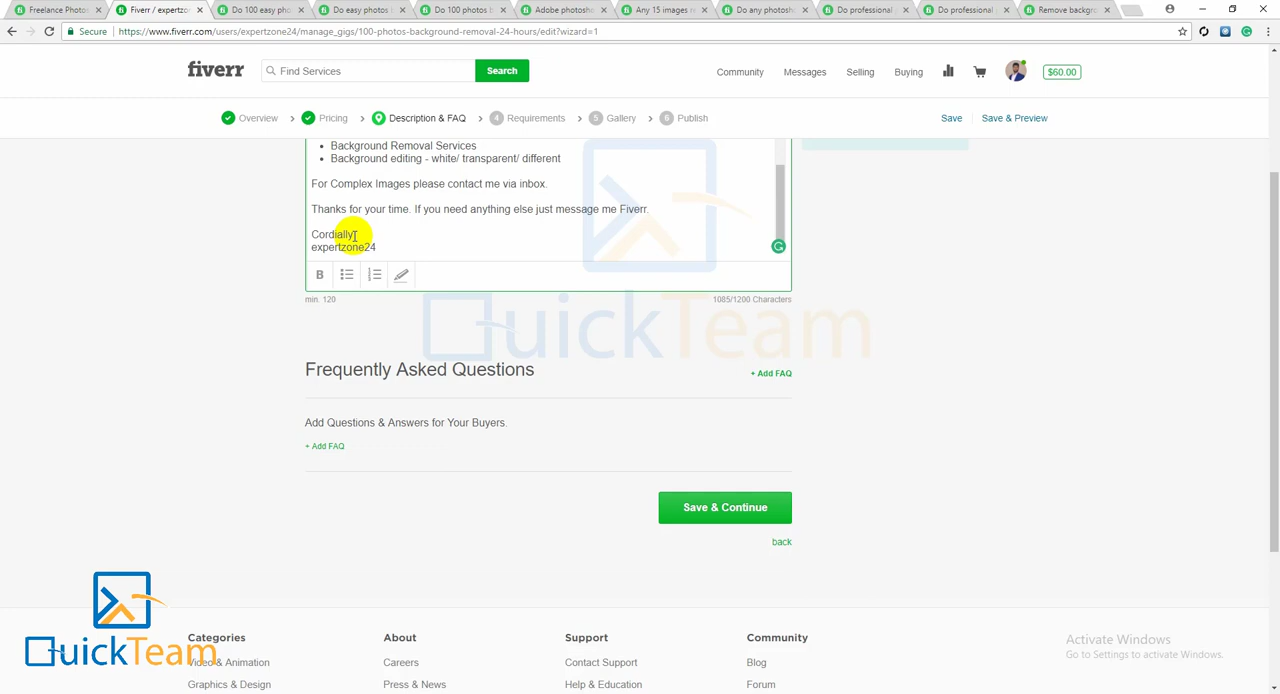 Freelance Photos
Fiverr / expertzo
Do 100 easy pho
Do easy photos
Do 100 photos b
Adobe photosh
Any 15 images re
Do any photosh
Do professional
Do professional
Remove backgro
Secure
https://www.fiverr.com/users/expertzone24/manage_gigs/100-photos-background-removal-24-hours/edit?wizard=1
fiverr
Find Services
Search
Community
Messages
Selling
Buying
$60.00
Overview
Pricing
Description & FAQ
4 Requirements
5 Gallery
6 Publish
Save
Save & Preview
• Background Removal Services
• Background editing - white/ transparent/ different
For Complex Images please contact me via inbox.
Thanks for your time. If you need anything else just message me Fiverr.
Cordially
expertzone24
B
min. 120
1085/1200 Characters
QuickTeam
Frequently Asked Questions
+ Add FAQ
Add Questions & Answers for Your Buyers.
+ Add FAQ
Save & Continue
back
Activate Windows
Go to Settings to activate Windows.
QuickTeam
Categories
About
Support
Community
Video & Animation
Careers
Contact Support
Blog
Graphics & Design
Press & News
Help & Education
Forum